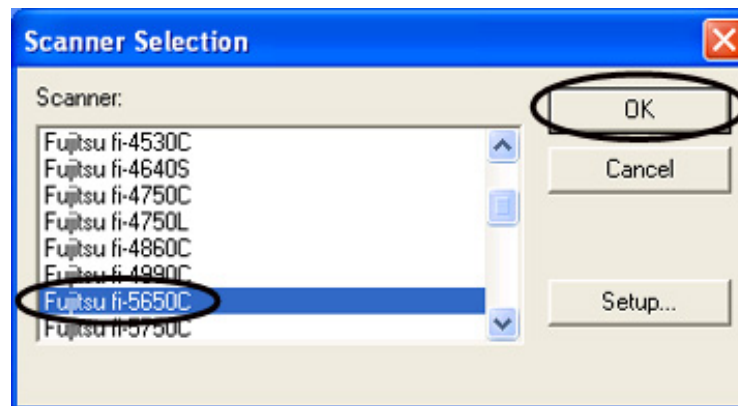 Scanner Selection
Scanner:
Fujitsu fi-4530C
Fujitsu fi-4640S
Fujitsu fi-4750C
Fujitsu fi-4750L
Fujitsu fi-4860C
Fujitsu fi-4990C
Fujitsu fi-5650C
Fujitsu fi-5750C
OK
Cancel
Setup...